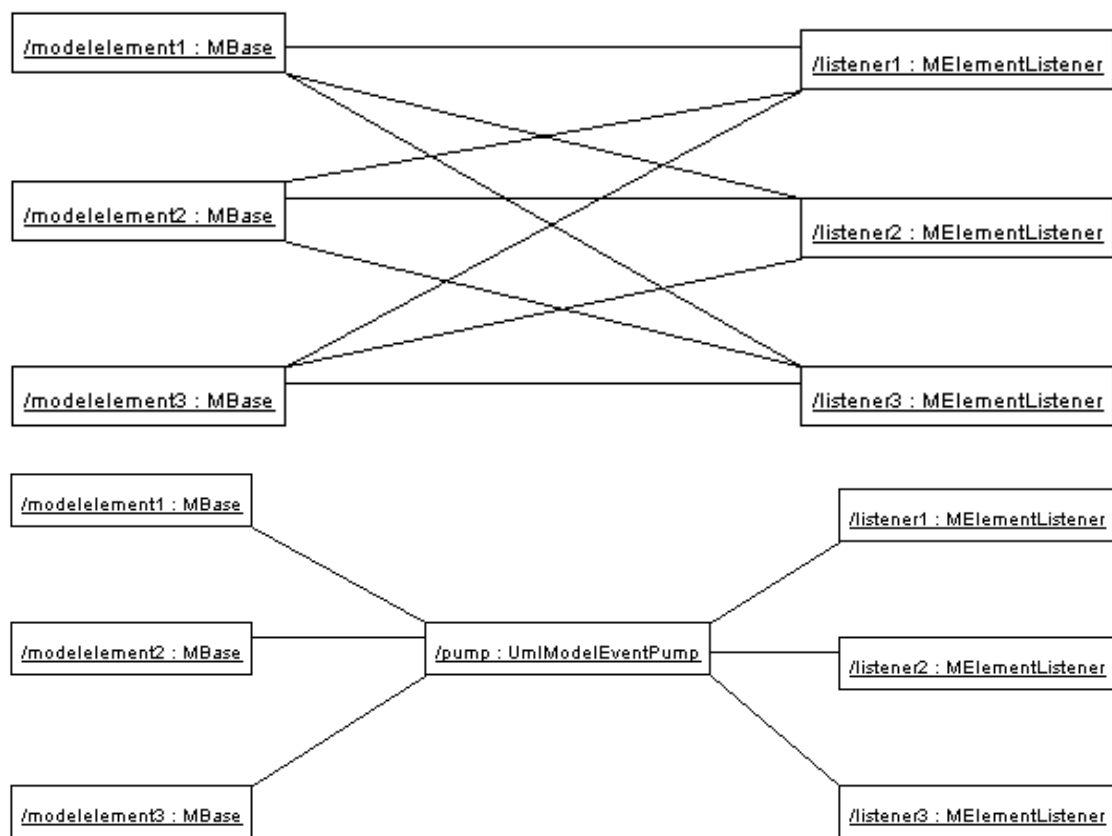 /modelelement1 : MBase
/listener1 : MElementListener
/modelelement2 : MBase
/listener2 : MElementListener
/modelelement3 : MBase
/listener3 : MElementListener
/modelelement1 : MBase
/listener1 : MElementListener
/modelelement2 : MBase
/pump : UmlModelEventPump
/listener2 : MElementListener
/modelelement3 : MBase
/listener3 : MElementListener